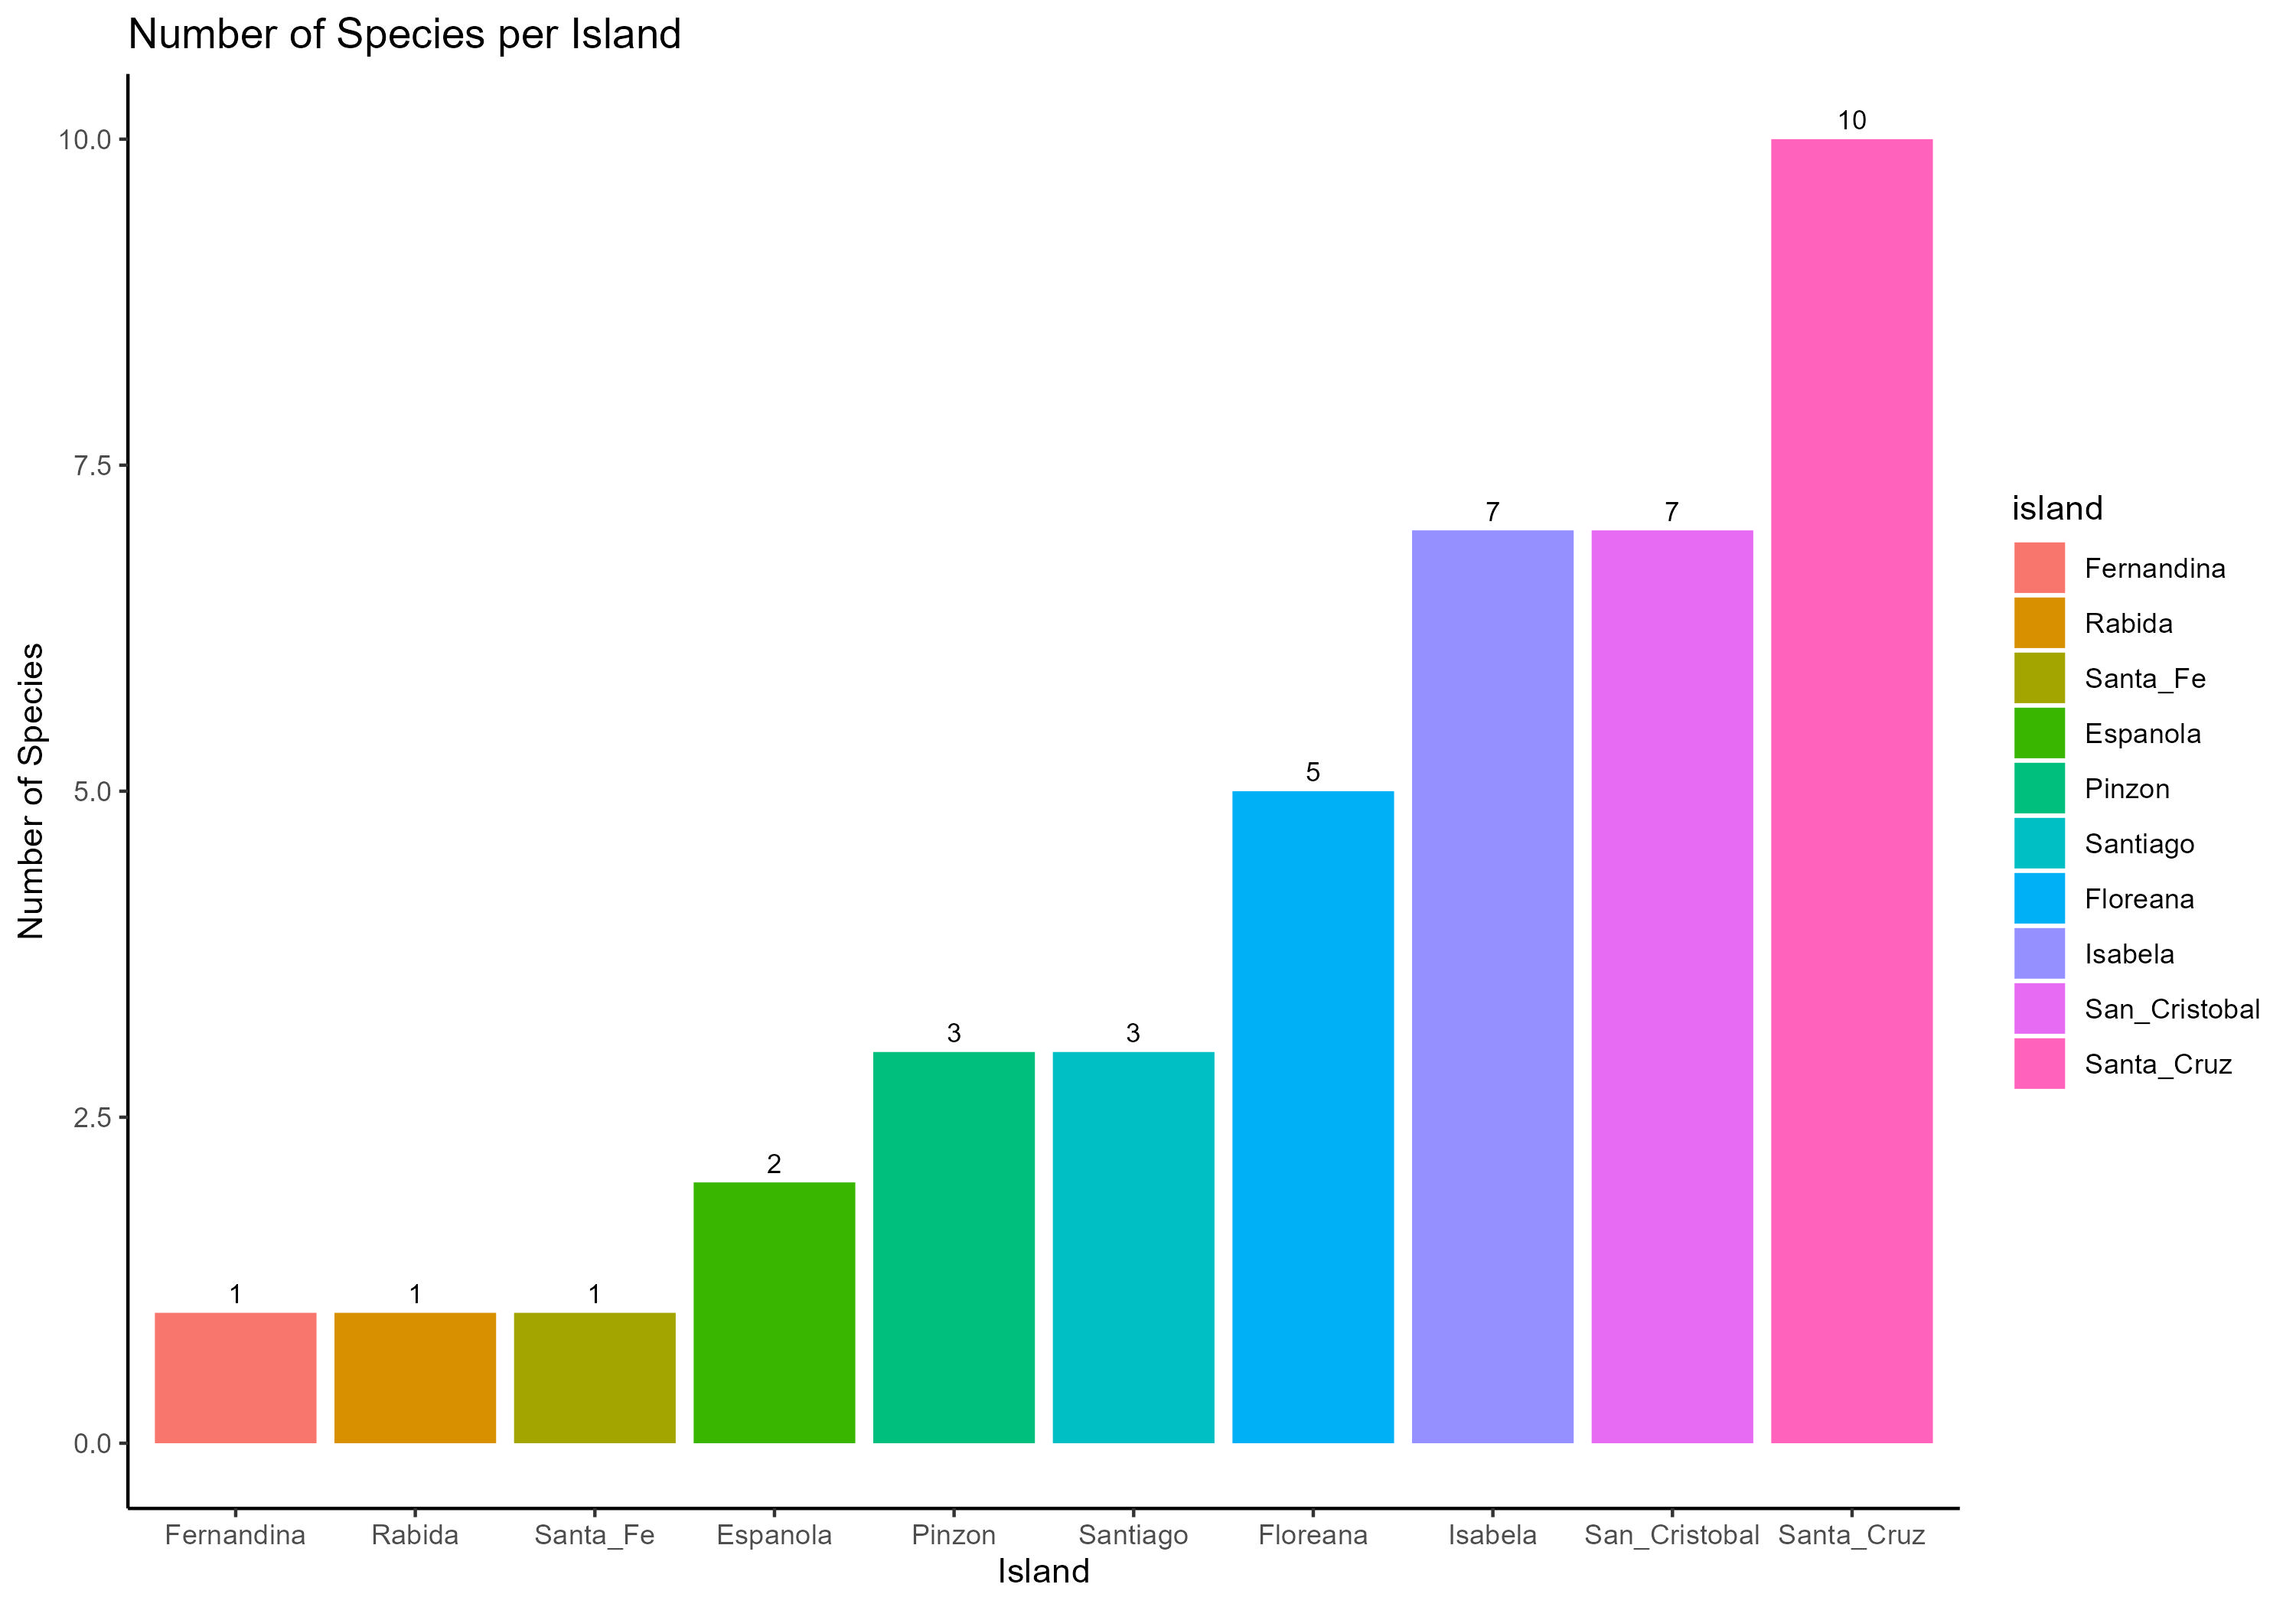 Number of Species per Island
10.0
7.5
5.0
2.5
0.0
Number of Species
1
1
1
2
3
3
5
7
7
10
Fernandina
Rabida
Santa_Fe
Espanola
Pinzon
Santiago
Floreana
Isabela
San_Cristobal
Santa_Cruz
Island
island
Fernandina
Rabida
Santa_Fe
Espanola
Pinzon
Santiago
Floreana
Isabela
San_Cristobal
Santa_Cruz